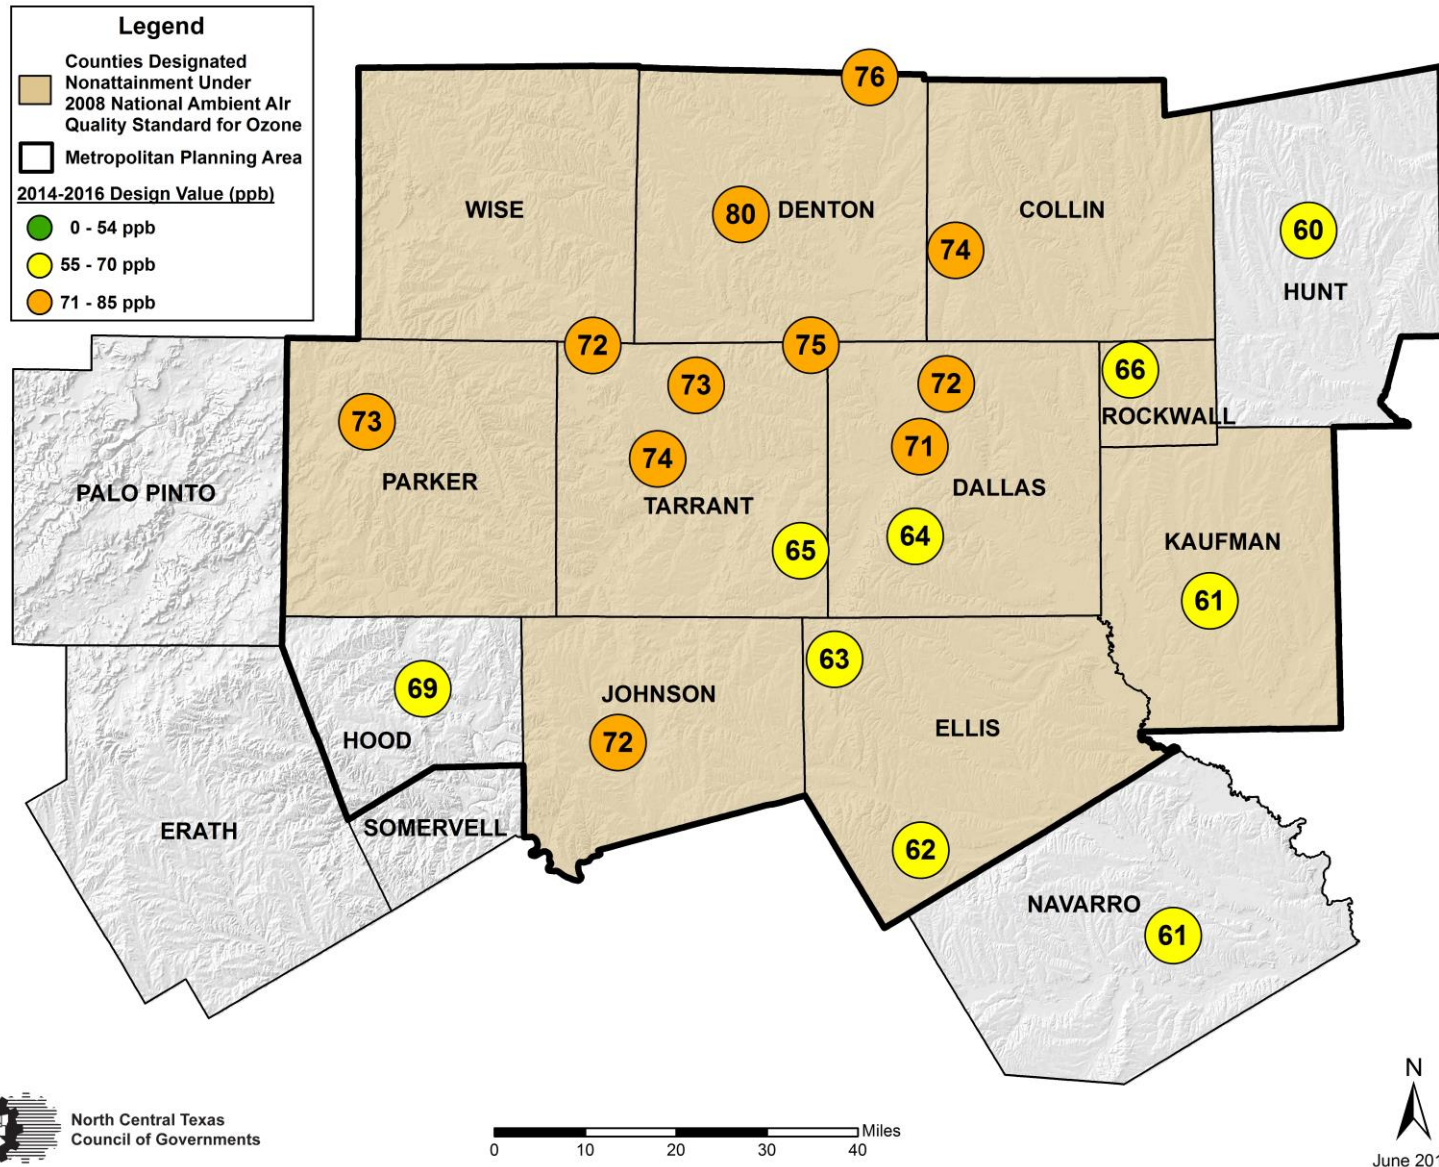 Legend
Counties Designated
Nonattainment Under
2008 National Ambient AIr
Quality Standard for Ozone
Metropolitan Planning Area
2014-2016 Design Value (ppb)
0 - 54 ppb
55 - 70 ppb
71 - 85 ppb
76
WISE
80 DENTON
COLLIN
74
60
HUNT
72
75
73
72
66
ROCKWALL
73
74
71
PARKER
PALO PINTO
TARRANT
DALLAS
65
64
KAUFMAN
61
69
HOOD
JOHNSON
72
63
ELLIS
ERATH
SOMERVELL
62
NAVARRO
61
North Central Texas
Council of Governments
0 10 20 30 40 Miles
N
June 201